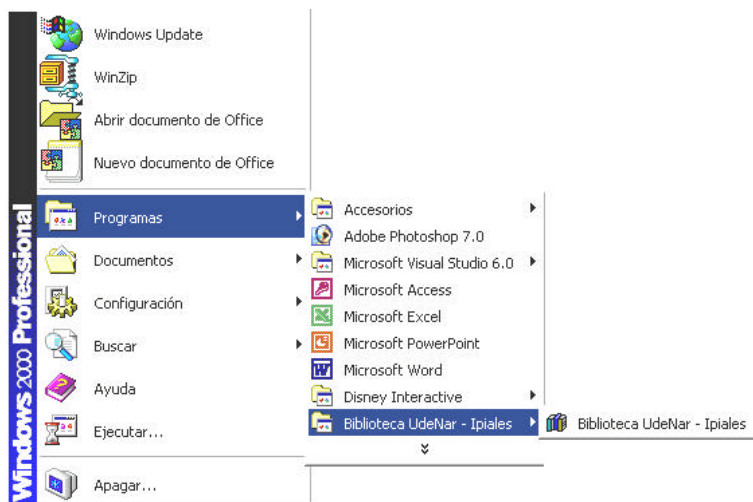 Windows 2000 Professional
Windows Update
WinZip
Abrir documento de Office
Nuevo documento de Office
Programas
Documentos
Configuración
Buscar
Ayuda
Ejecutar...
Apagar...
Accesorios
Adobe Photoshop 7.0
Microsoft Visual Studio 6.0
Microsoft Access
Microsoft Excel
Microsoft PowerPoint
Microsoft Word
Disney Interactive
Biblioteca UdeNar - Ipiales
Biblioteca UdeNar - Ipiales